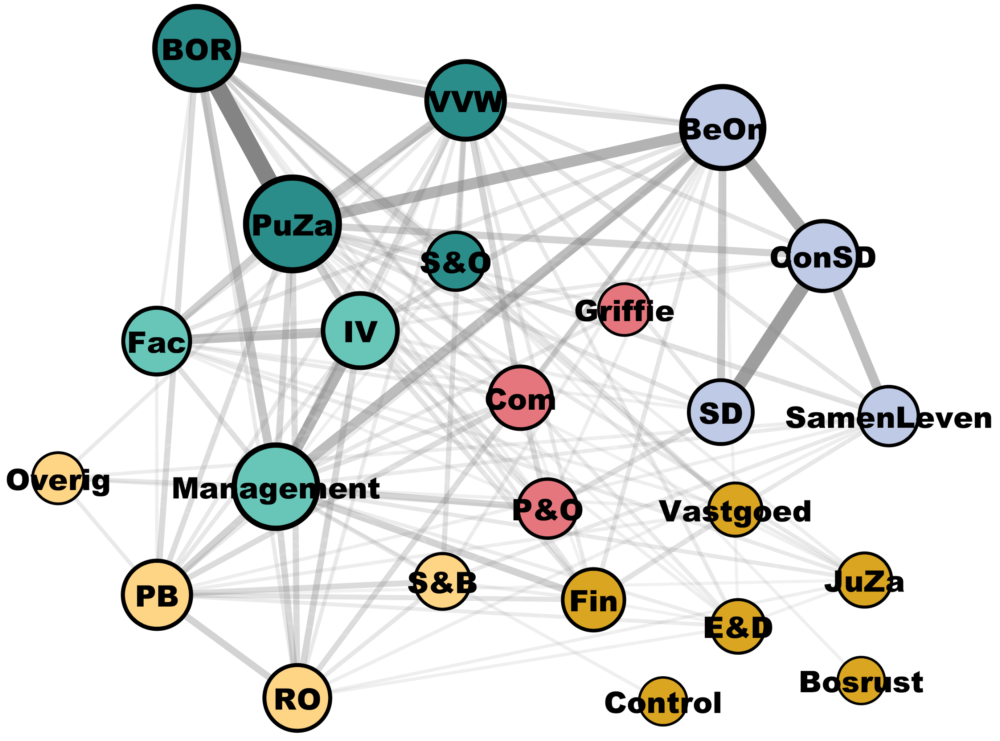 BOR
VVW
BeOn
PuZa
S&O
ConSD
Griffie
IV
Fac
Com
SD
SamenLeven
Overig
Management
P&O
Vastgoed
PB
S&B
Fin
JuZa
E&D
RO
Control
Bosrust